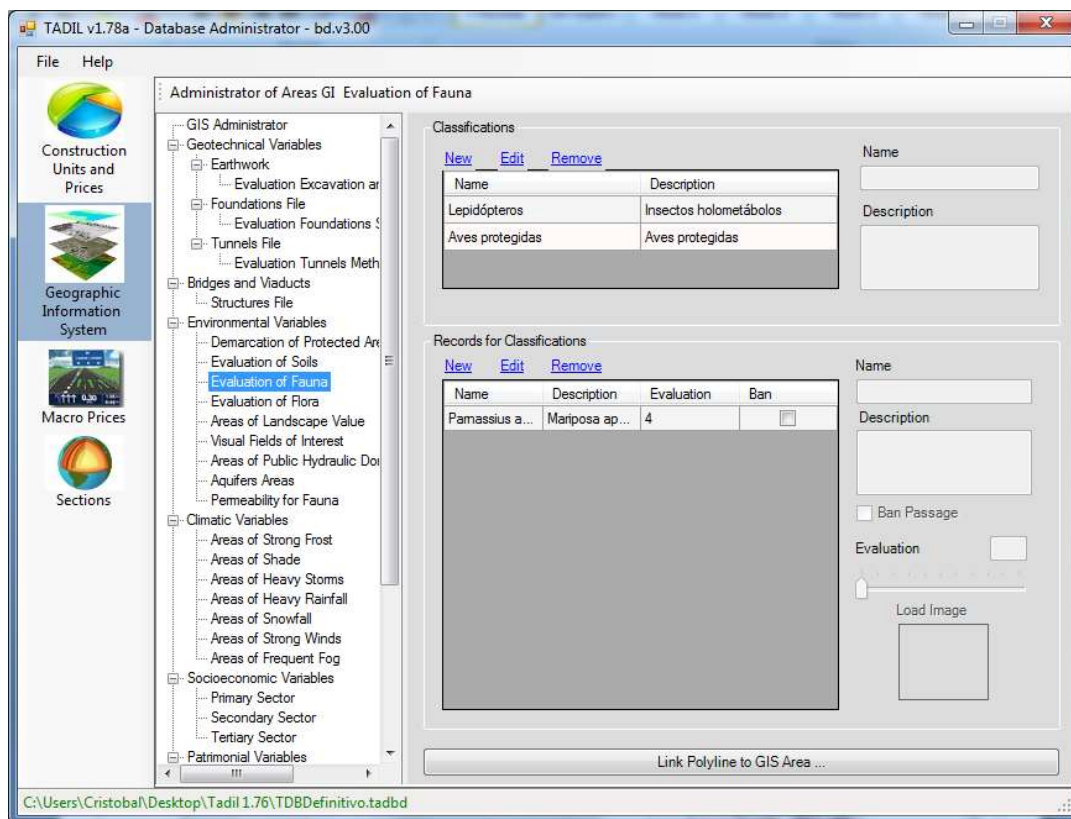 TADIL v1.78a - Database Administrator - bd.v3.00
File Help
Construction
Units and
Prices
Geographic
Information
System
Macro Prices
Sections
Administrator of Areas GI Evaluation of Fauna
GIS Administrator
Geotechnical Variables
Earthwork
Evaluation Excavation ar
Foundations File
Evaluation Foundations S
Tunnels File
Evaluation Tunnels Meth
Bridges and Viaducts
Structures File
Environmental Variables
Demarcation of Protected Are
Evaluation of Soils
Evaluation of Fauna
Evaluation of Flora
Areas of Landscape Value
Visual Fields of Interest
Areas of Public Hydraulic Doi
Aquifers Areas
Permeability for Fauna
Climatic Variables
Areas of Strong Frost
Areas of Shade
Areas of Heavy Storms
Areas of Heavy Rainfall
Areas of Snowfall
Areas of Strong Winds
Areas of Frequent Fog
Socioeconomic Variables
Primary Sector
Secondary Sector
Tertiary Sector
Patrimonial Variables
Classifications
New Edit Remove
Name Description
Lepidópteros Insectos holometábolos
Aves protegidas Aves protegidas
Name
Description
Records for Classifications
New Edit Remove
Name Description Evaluation Ban
Parnassius a... Mariposa ap... 4
Name
Description
Ban Passage
Evaluation
Load Image
Link Polyline to GIS Area ...
C:\Users\Cristobal\Desktop\Tadil 1.76\TDBDefinitivo.tadbd